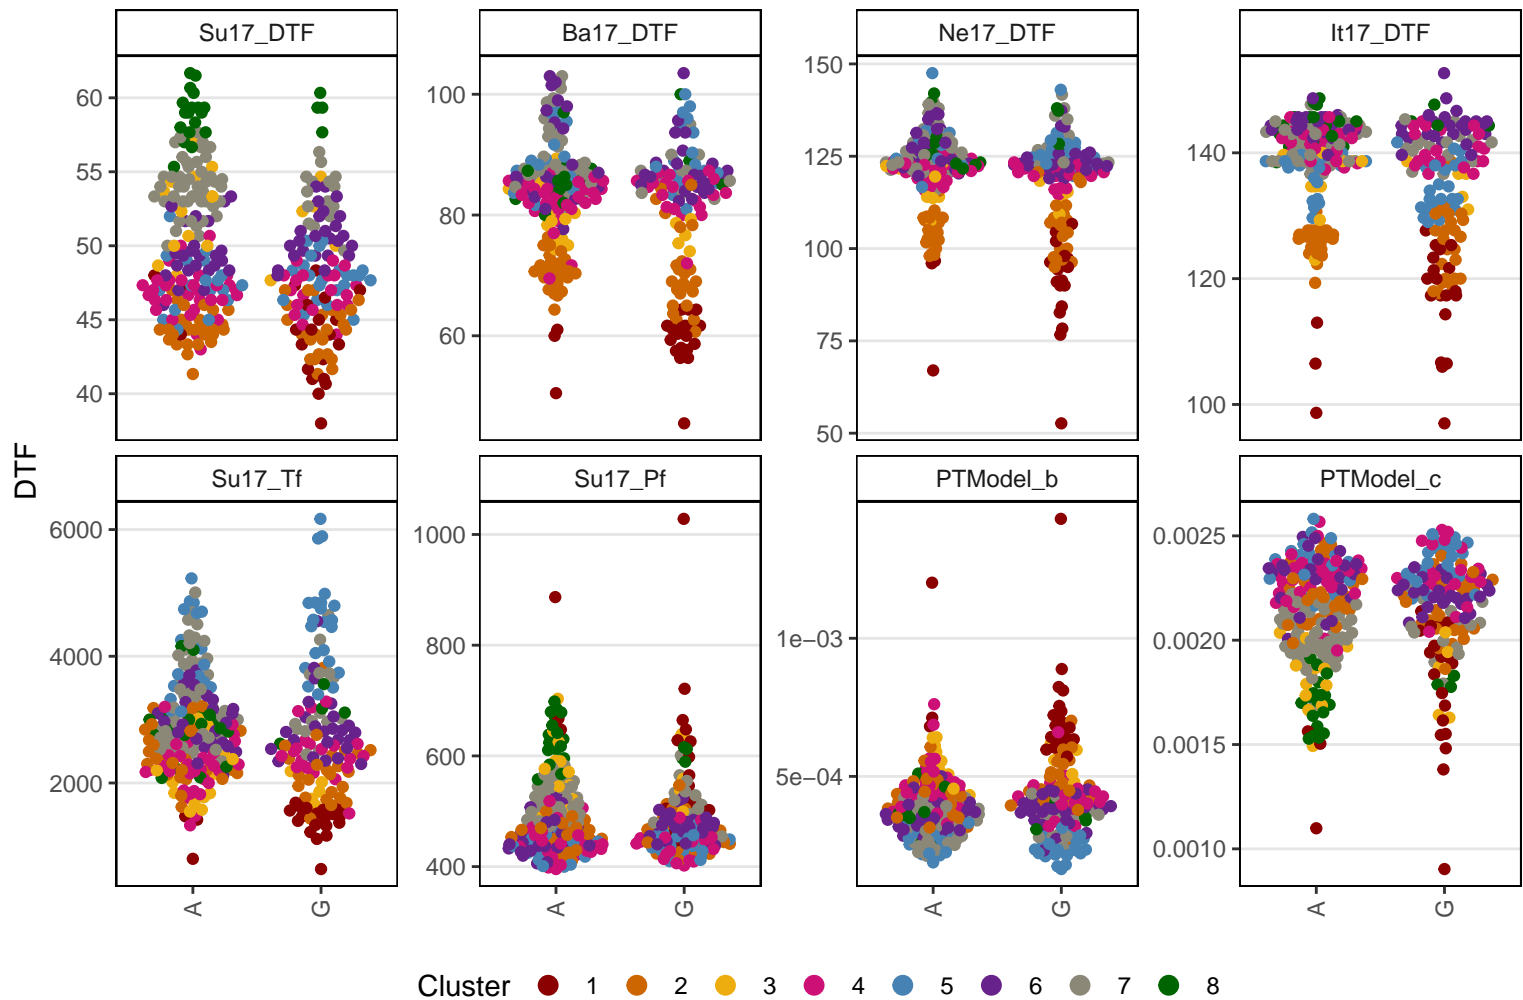 Su17_DTF
Ba17_DTF
Ne17_DTF
It17_DTF
60
55
50
45
40
100
80
60
150
125
100
75
50
140
120
100
DTF
Su17_Tf
Su17_Pf
PTModel_b
PTModel_c
6000
4000
2000
1000
800
600
400
1e−03
5e−04
0.0025
0.0020
0.0015
0.0010
A G
A G
A G
A G
Cluster 1 2 3 4 5 6 7 8